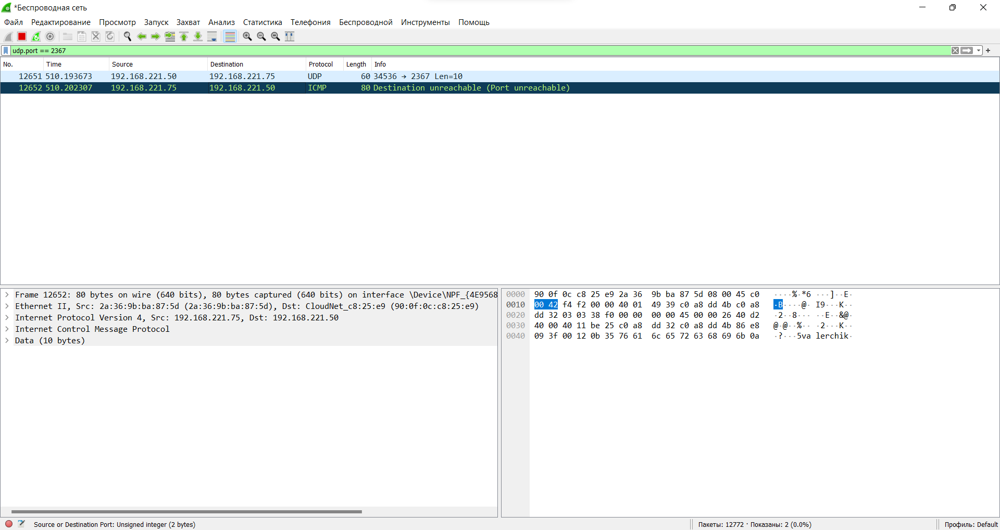 *Беспроводная сеть
Файл Редактирование Просмотр Запуск Захват Анализ Статистика Телефония Беспроводной Инструменты Помощь
udp.port == 2367
No. Time Source Destination Protocol Length Info
12651 510.193673 192.168.221.50 192.168.221.75 UDP 60 34536 → 2367 Len=10
12652 510.202307 192.168.221.75 192.168.221.50 ICMP 80 Destination unreachable (Port unreachable)
Frame 12652: 80 bytes on wire (640 bits), 80 bytes captured (640 bits) on interface \Device\NPF_{4E9568
Ethernet II, Src: 2a:36:9b:ba:87:5d (2a:36:9b:ba:87:5d), Dst: CloudNet_c8:25:e9 (90:0f:0c:c8:25:e9)
Internet Protocol Version 4, Src: 192.168.221.75, Dst: 192.168.221.50
Internet Control Message Protocol
Data (10 bytes)
0000 90 0f 0c c8 25 e9 2a 36 9b ba 87 5d 08 00 45 c0 ····%·*6 ···]··E·
0010 00 42 f4 f2 00 00 40 01 49 39 c0 a8 dd 4b c0 a8 ·B····@· I9···K··
0020 dd 32 03 03 38 f0 00 00 00 00 45 00 00 26 40 d2 ·2··8··· ··E··&@·
0030 40 00 40 11 be 25 c0 a8 dd 32 c0 a8 dd 4b 86 e8 @·@··%·· ·2···K··
0040 09 3f 00 12 0b 35 76 61 6c 65 72 63 68 69 6b 0a ·?···5va lerchik·
Source or Destination Port: Unsigned integer (2 bytes)
Пакеты: 12772 · Показаны: 2 (0.0%)
Профиль: Default